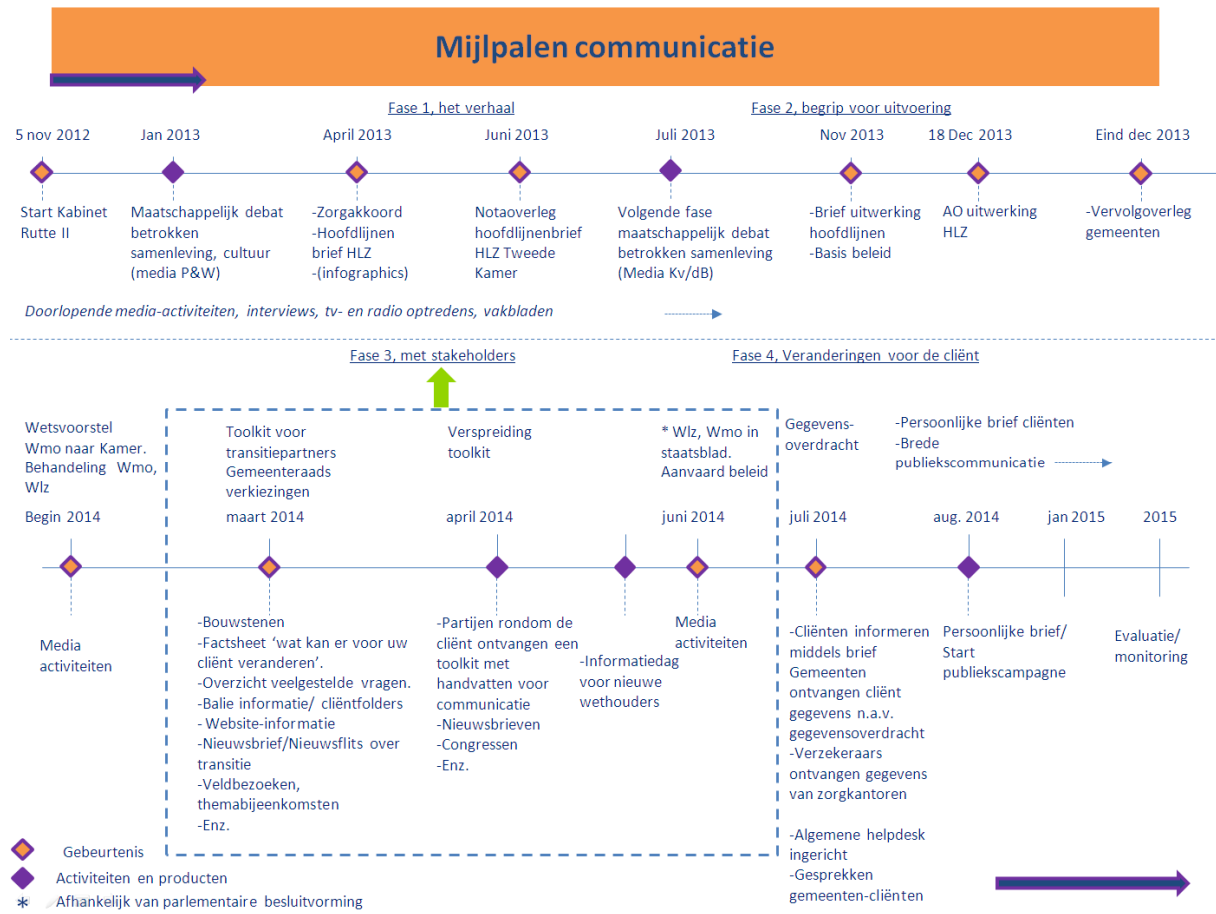 Mijlpalen communicatie
Fase 1, het verhaal
Fase 2, begrip voor uitvoering
5 nov 2012
Jan 2013
April 2013
Juni 2013
Juli 2013
Nov 2013
18 Dec 2013
Eind dec 2013
Start Kabinet
Rutte II
Maatschappelijk debat
betrokken
samenleving, cultuur
(media P&W)
-Zorgakkoord
-Hoofdlijnen
brief HLZ
-(infographics)
Notaoverleg
hoofdlijnenbrief
HLZ Tweede
Kamer
Volgende fase
maatschappelijk debat
betrokken samenleving
(Media Kv/dB)
-Brief uitwerking
hoofdlijnen
-Basis beleid
AO uitwerking
HLZ
-Vervolgoverleg
gemeenten
Doorlopende media-activiteiten, interviews, tv- en radio optredens, vakbladen
Fase 3, met stakeholders
Fase 4, Veranderingen voor de cliënt
Wetsvoorstel
Wmo naar Kamer.
Behandeling Wmo,
Wlz
Toolkit voor
transitiepartners
Gemeenteraads
verkiezingen
Verspreiding
toolkit
* Wlz, Wmo in
staatsblad.
Aanvaard beleid
Gegevens-
overdracht
-Persoonlijke brief cliënten
-Brede
publiekscommunicatie
Begin 2014
maart 2014
april 2014
juni 2014
juli 2014
aug. 2014
jan 2015
2015
Media
activiteiten
-Bouwstenen
-Factsheet ‘wat kan er voor uw
cliënt veranderen’.
-Overzicht veelgestelde vragen.
-Balie informatie/ cliëntfolders
- Website-informatie
-Nieuwsbrief/Nieuwsflits over
transitie
-Veldbezoeken,
themabijeenkomsten
-Enz.
-Partijen rondom de
cliënt ontvangen een
toolkit met
handvatten voor
communicatie
-Nieuwsbrieven
-Congressen
-Enz.
-Informatiedag
voor nieuwe
wethouders
Media
activiteiten
-Cliënten informeren
middels brief
Gemeenten
ontvangen cliënt
gegevens n.a.v.
gegevensoverdracht
-Verzekeraars
ontvangen gegevens
van zorgkantoren
-Algemene helpdesk
ingericht
-Gesprekken
gemeenten-cliënten
Persoonlijke brief/
Start
publiekscampagne
Evaluatie/
monitoring
Gebeurtenis
Activiteiten en producten
* Afhankelijk van parlementaire besluitvorming